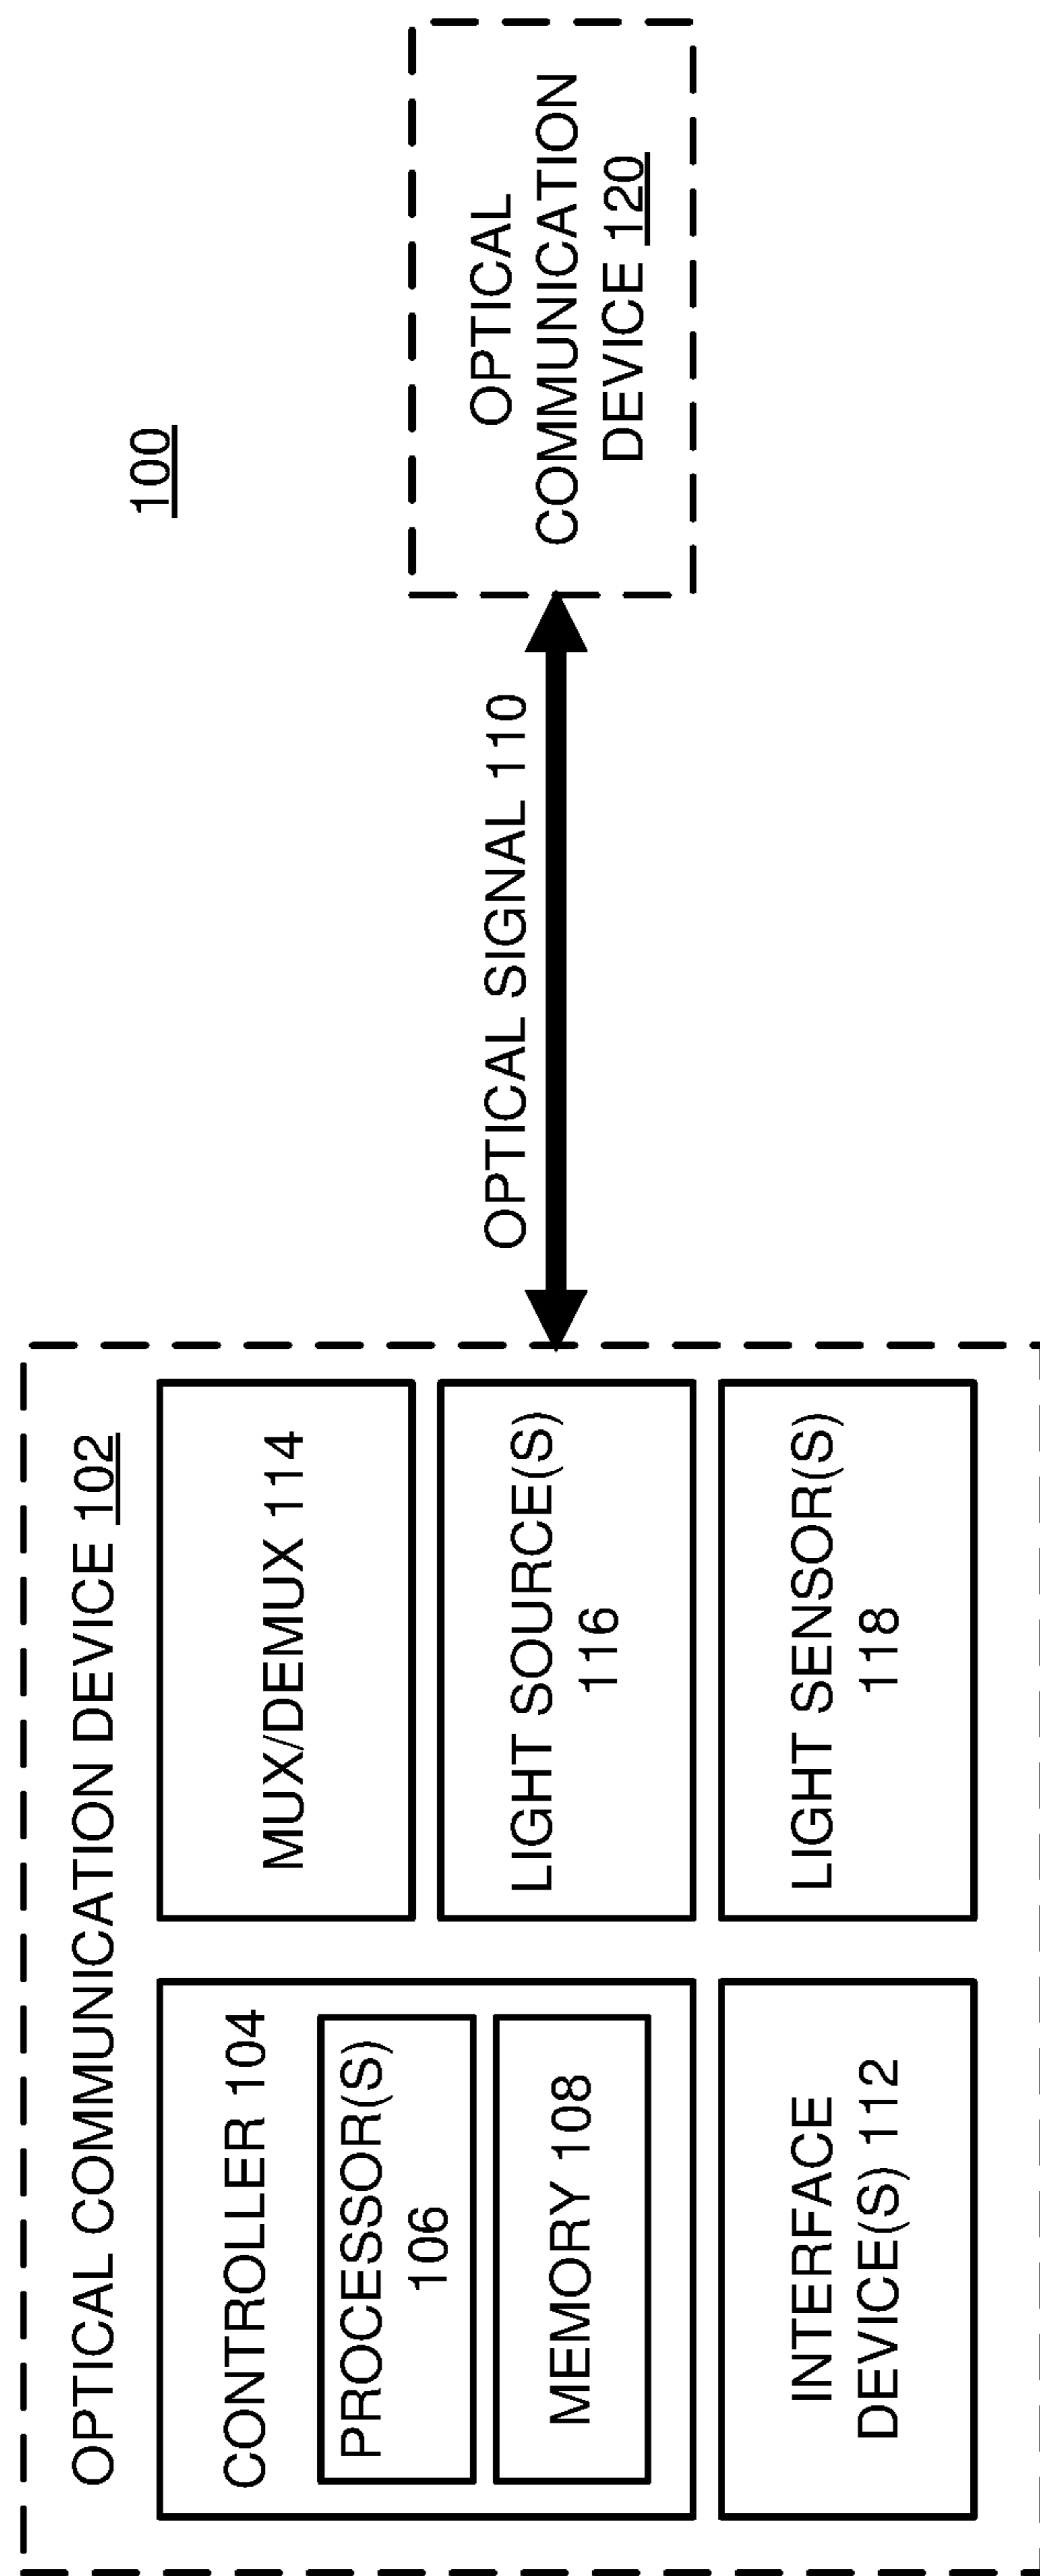 100
OPTICAL COMMUNICATION DEVICE 102
CONTROLLER 104
PROCESSOR(S)
106
MEMORY 108
INTERFACE
DEVICE(S) 112
MUX/DEMUX 114
LIGHT SOURCE(S)
116
LIGHT SENSOR(S)
118
OPTICAL SIGNAL 110
OPTICAL
COMMUNICATION
DEVICE 120